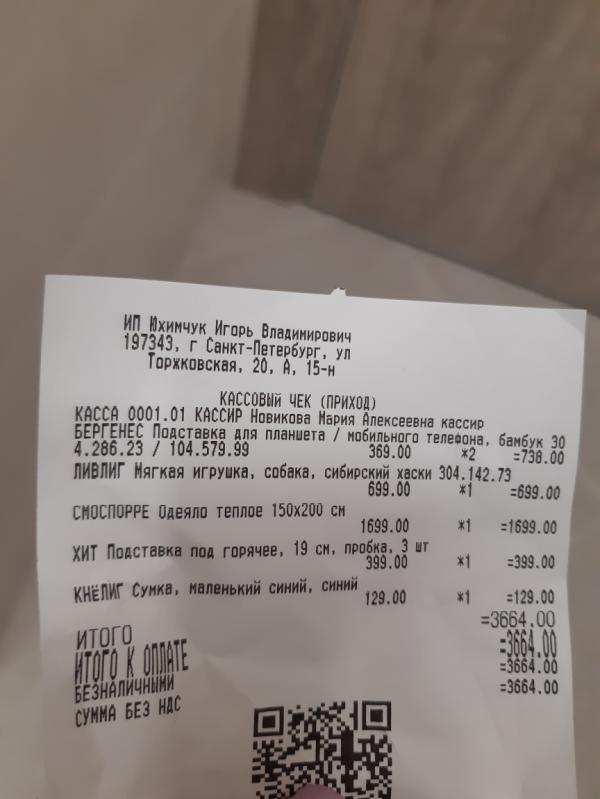 ИП Юхимчук Игорь Владимирович
197343, г Санкт-Петербург, ул
Торжковская, 20, А, 15-н
КАССОВЫЙ ЧЕК (ПРИХОД)
КАССА 0001.01 КАССИР Новикова Мария Алексеевна кассир
БЕРГЕНЕС Подставка для планшета / мобильного телефона, бамбук 30
4.286.23 / 104.579.99 369.00 *2 =738.00
ЛИВЛИГ Мягкая игрушка, собака, сибирский хаски 304.142.73
699.00 *1 =699.00
СМОСПОРРЕ Одеяло теплое 150x200 см
1699.00 *1 =1699.00
ХИТ Подставка под горячее, 19 см, пробка, 3 шт
399.00 *1 =399.00
КНЁЛИГ Сумка, маленький синий, синий
129.00 *1 =129.00
ИТОГО =3664.00
ИТОГО К ОПЛАТЕ =3664.00
БЕЗНАЛИЧНЫМИ =3664.00
СУММА БЕЗ НДС =3664.00